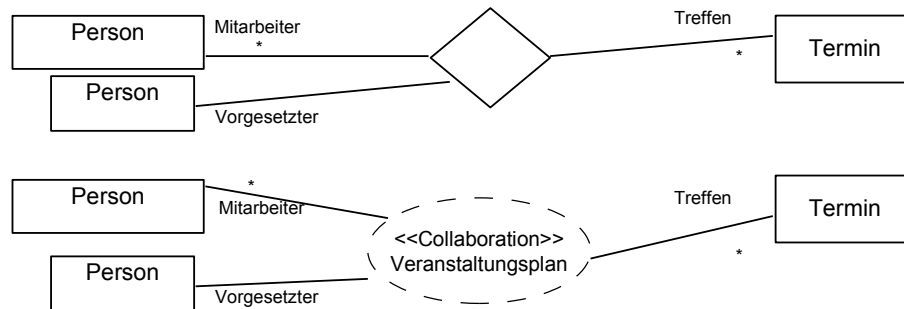 Person
Mitarbeiter
*
Person
Vorgesetzter
Treffen
*
Termin
Person
*
Mitarbeiter
Person
Vorgesetzter
<<Collaboration>>
Veranstaltungsplan
Treffen
*
Termin